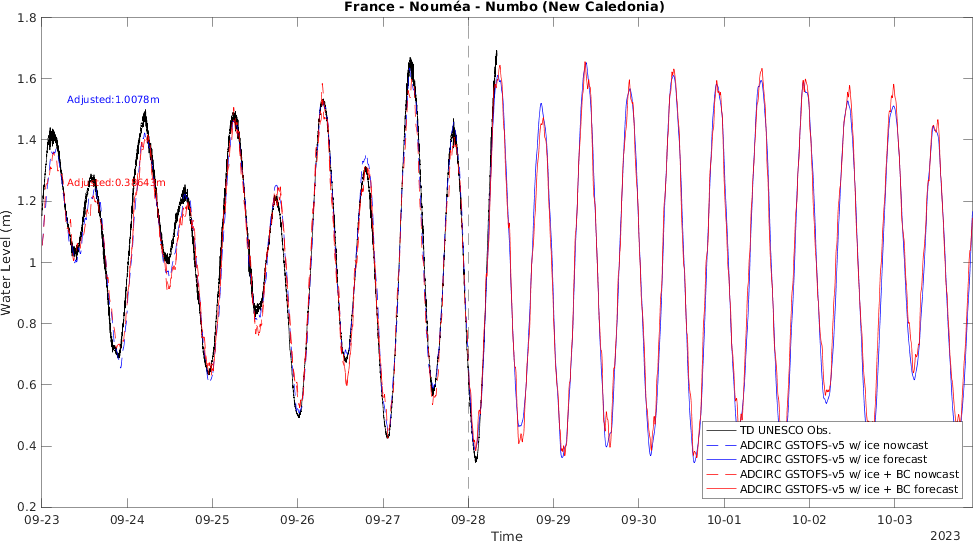 France - Nouméa - Numbo (New Caledonia)
1.8
1.6
1.4
1.2
1
0.8
0.6
0.4
0.2
Water Level (m)
Adjusted:1.0078m
TD UNESCO Obs.
ADCIRC GSTOFS-v5 w/ ice nowcast
ADCIRC GSTOFS-v5 w/ ice forecast
ADCIRC GSTOFS-v5 w/ ice + BC nowcast
ADCIRC GSTOFS-v5 w/ ice + BC forecast
09-23 09-24 09-25 09-26 09-27 09-28 09-29 09-30 10-01 10-02 10-03
Time
2023